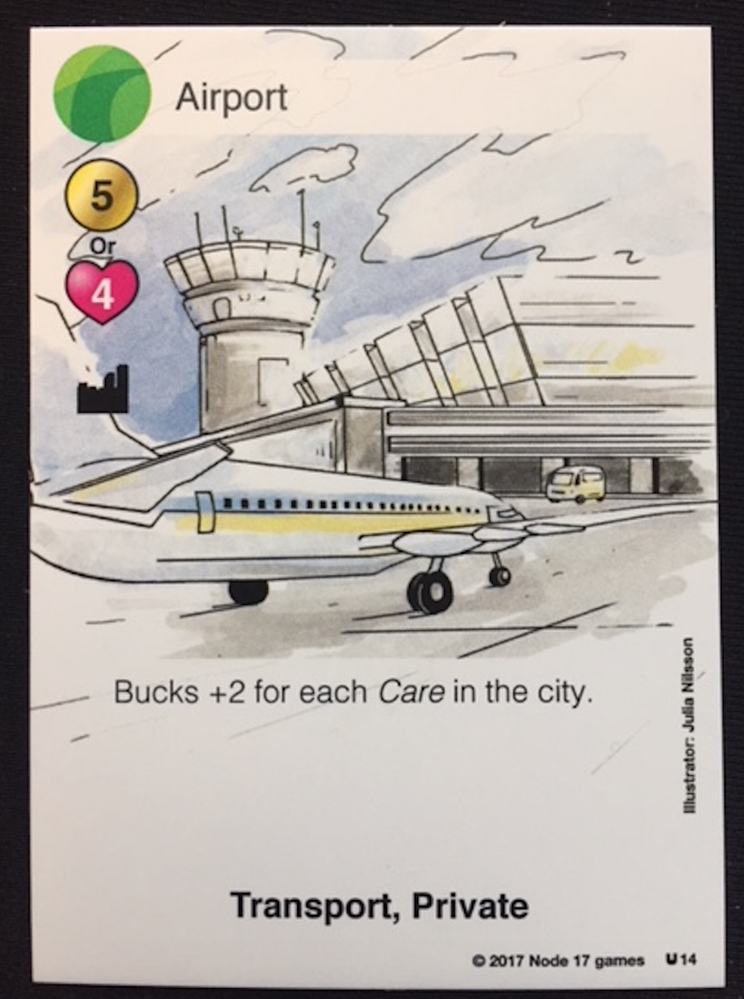 Airport
5
Or
4
Bucks +2 for each Care in the city.
Illustrator: Julia Nilsson
Transport, Private
© 2017 Node 17 games U 14